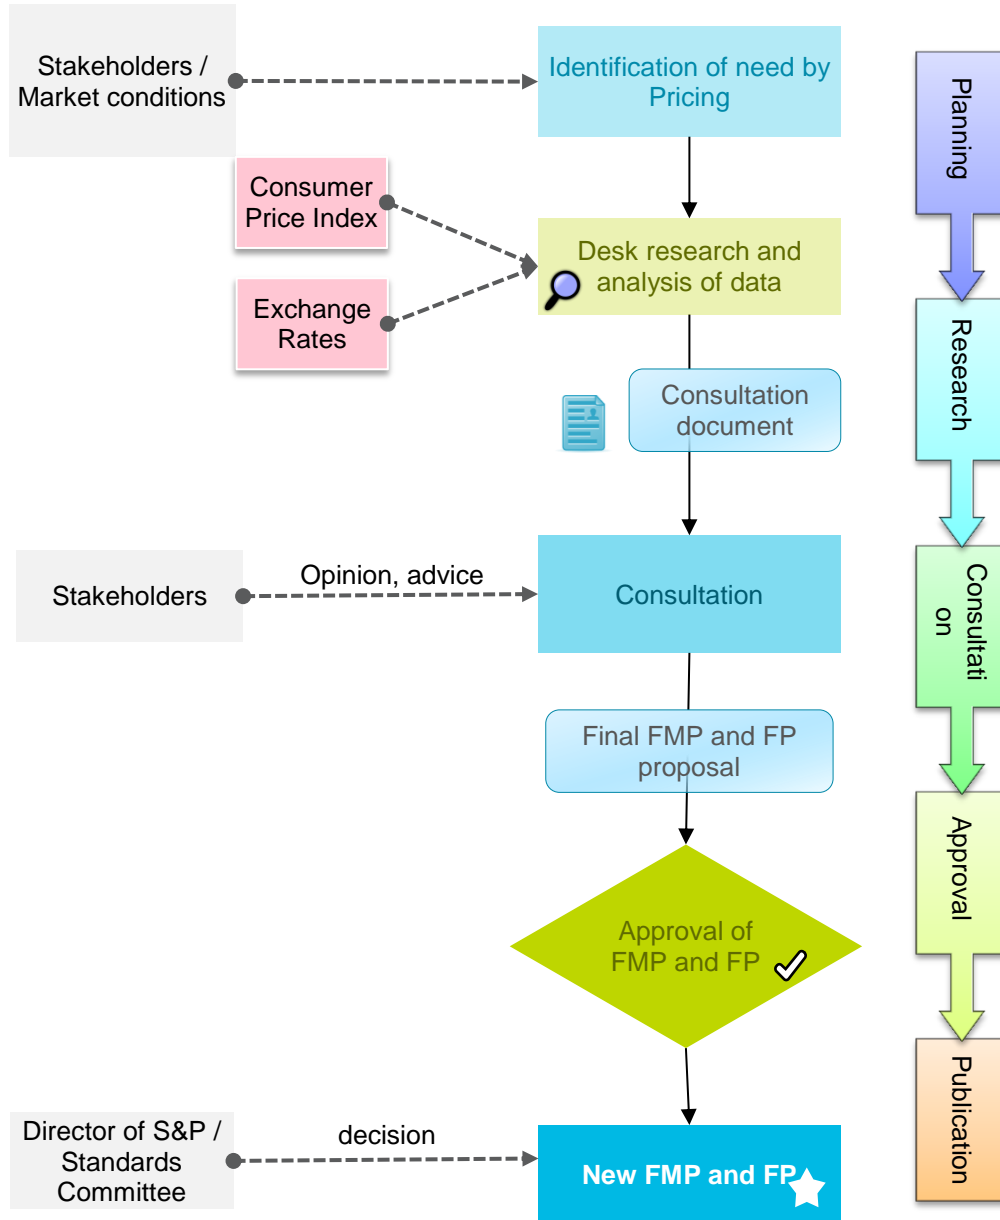 Stakeholders /
Market conditions
Identification of need by
Pricing
Consumer
Price Index
Desk research and
analysis of data
Exchange
Rates
Consultation
document
Stakeholders
Opinion, advice
Consultation
Final FMP and FP
proposal
Approval of
FMP and FP
Director of S&P /
Standards
Committee
decision
New FMP and FP
Planning
Research
Consultati
on
Approval
Publication